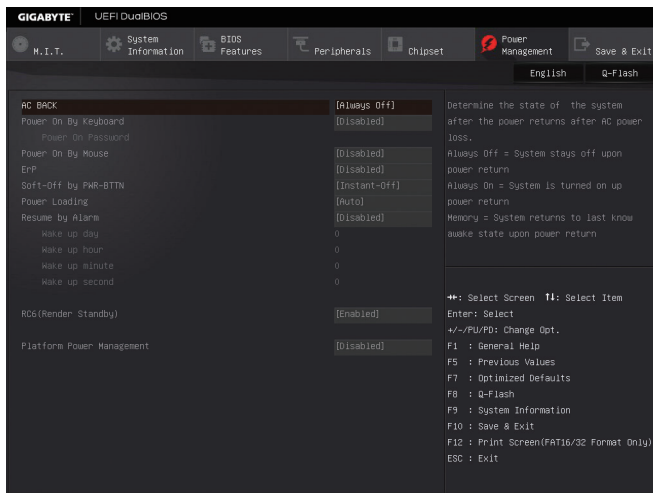 GIGABYTE™ UEFI DualBIOS
M.I.T.
System Information
BIOS Features
Peripherals
Chipset
Power Management
Save & Exit
English Q-Flash
AC BACK [Always Off]
Power On By Keyboard [Disabled]
Power On Password
Power On By Mouse [Disabled]
ErP [Disabled]
Soft-Off by PWR-BTTN [Instant-Off]
Power Loading [Auto]
Resume by Alarm [Disabled]
Wake up day 0
Wake up hour 0
Wake up minute 0
Wake up second 0
RC6(Render Standby) [Enabled]
Platform Power Management [Disabled]
Determine the state of the system
after the power returns after AC power
loss.
Always Off = System stays off upon
power return
Always On = System is turned on up
power return
Memory = System returns to last know
awake state upon power return
→←: Select Screen ↑↓: Select Item
Enter: Select
+/-/PU/PD: Change Opt.
F1 : General Help
F5 : Previous Values
F7 : Optimized Defaults
F8 : Q-Flash
F9 : System Information
F10 : Save & Exit
F12 : Print Screen(FAT16/32 Format Only)
ESC : Exit